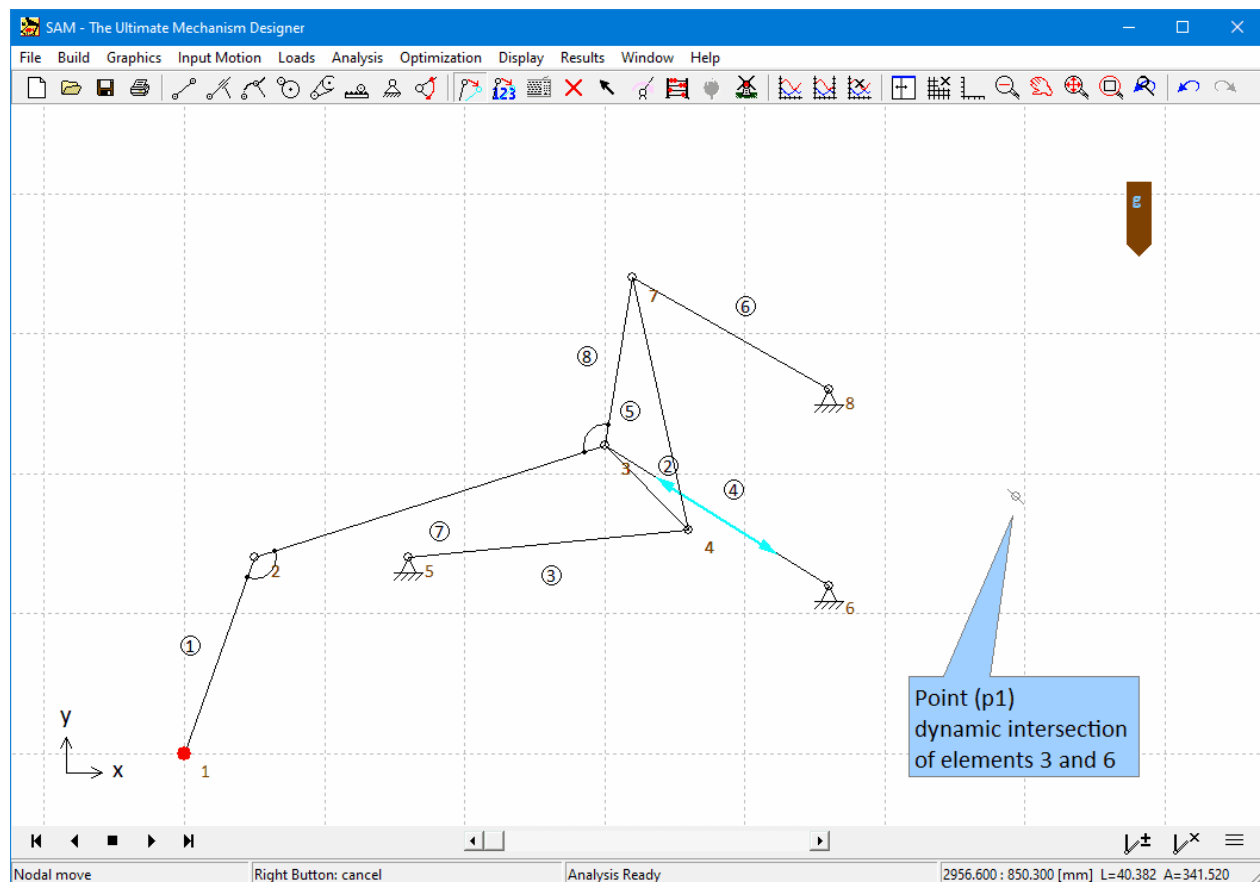 SAM - The Ultimate Mechanism Designer
File Build Graphics Input Motion Loads Analysis Optimization Display Results Window Help
123
g
7
6
8
8
5
3
2
4
4
7
2
5
3
6
1
Point (p1)
dynamic intersection
of elements 3 and 6
y
x
1
Nodal move Right Button: cancel Analysis Ready 2956.600 : 850.300 [mm] L=40.382 A=341.520